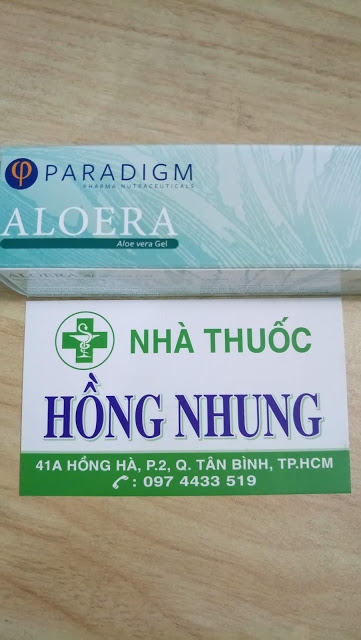 φ PARADIGM
PHARMA NUTRACEUTICALS
ALOERA
Aloe vera Gel
ALOERA
NHÀ THUỐC
HỒNG NHUNG
41A HỒNG HÀ, P.2, Q. TÂN BÌNH, TP.HCM
: 097 4433 519